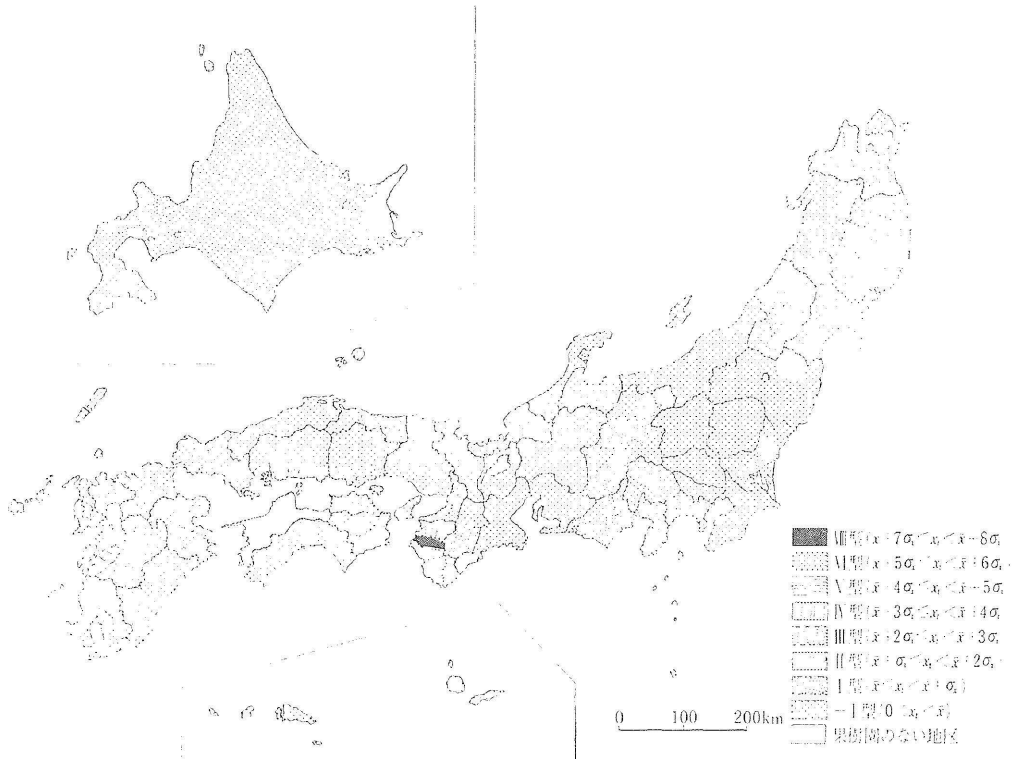 Ⅷ型(x̄+7σᵢ<xᵢ<x̄+8σᵢ)
Ⅵ型(x̄+5σᵢ<xᵢ<x̄+6σᵢ)
Ⅴ型(x̄+4σᵢ<xᵢ<x̄+5σᵢ)
Ⅳ型(x̄+3σᵢ<xᵢ<x̄+4σᵢ)
Ⅲ型(x̄+2σᵢ<xᵢ<x̄+3σᵢ)
Ⅱ型(x̄+σᵢ<xᵢ<x̄+2σᵢ)
Ⅰ型(x̄<xᵢ<x̄+σᵢ)
−Ⅰ型(0<xᵢ<x̄)
果樹園のない地区
0 100 200km